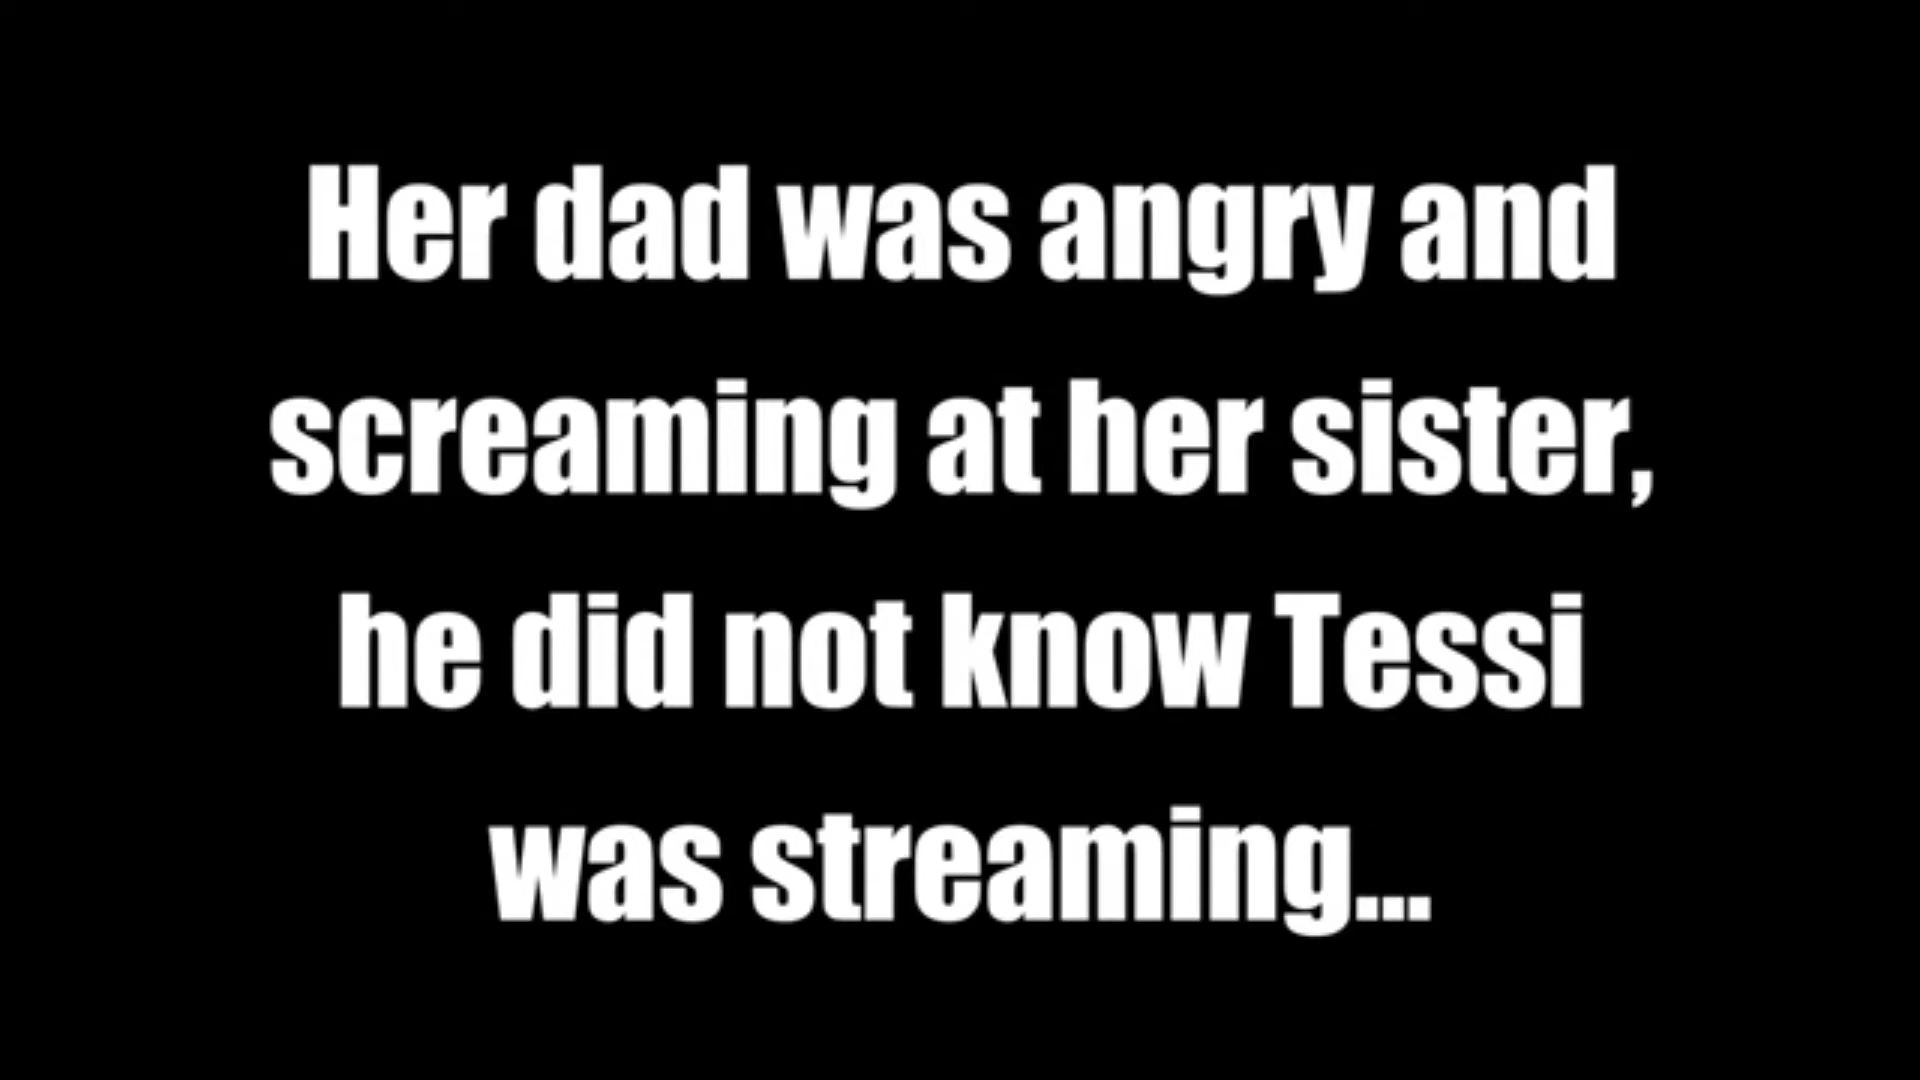 Her dad was angry and
screaming at her sister,
he did not know Tessi
was streaming...